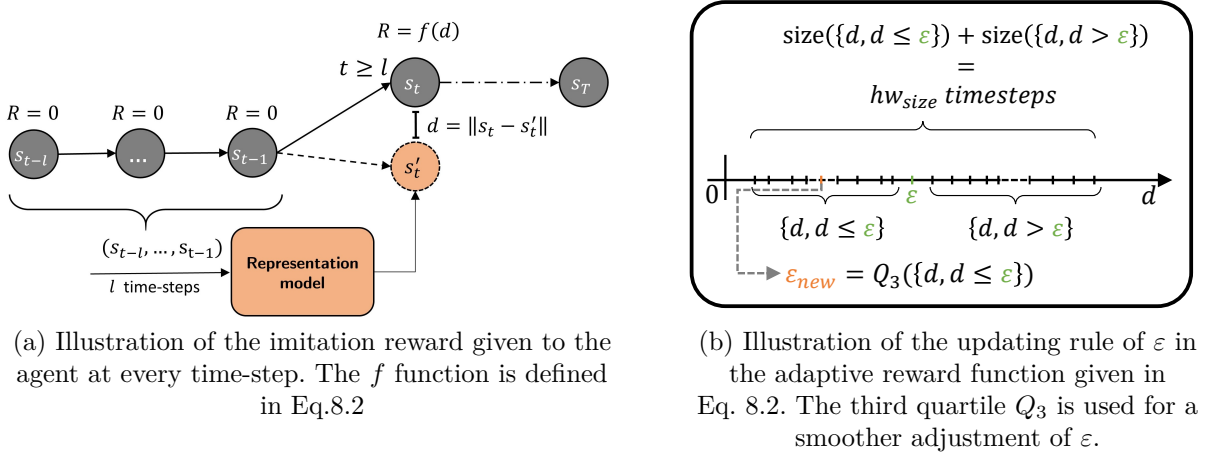 R = f(d)
t ≥ l
s_t
s_T
R = 0
R = 0
R = 0
s_{t−l}
...
s_{t−1}
d = ‖s_t − s′_t‖
s′_t
(s_{t−l}, ..., s_{t−1})
l time-steps
Representation
model
(a) Illustration of the imitation reward given to the
agent at every time-step. The f function is defined
in Eq.8.2
size({d, d ≤ ε}) + size({d, d > ε})
=
hw_{size} timesteps
0
ε
d
{d, d ≤ ε}
{d, d > ε}
ε_{new} = Q_3({d, d ≤ ε})
(b) Illustration of the updating rule of ε in
the adaptive reward function given in
Eq. 8.2. The third quartile Q_3 is used for a
smoother adjustment of ε.